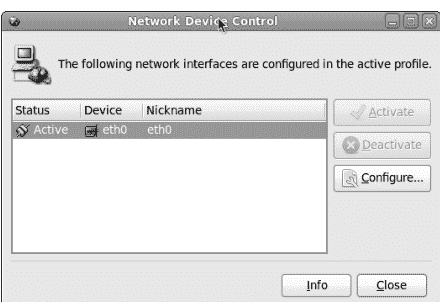 Network Device Control
The following network interfaces are configured in the active profile.
Status Device Nickname
Active eth0 eth0
Activate
Deactivate
Configure...
Info Close